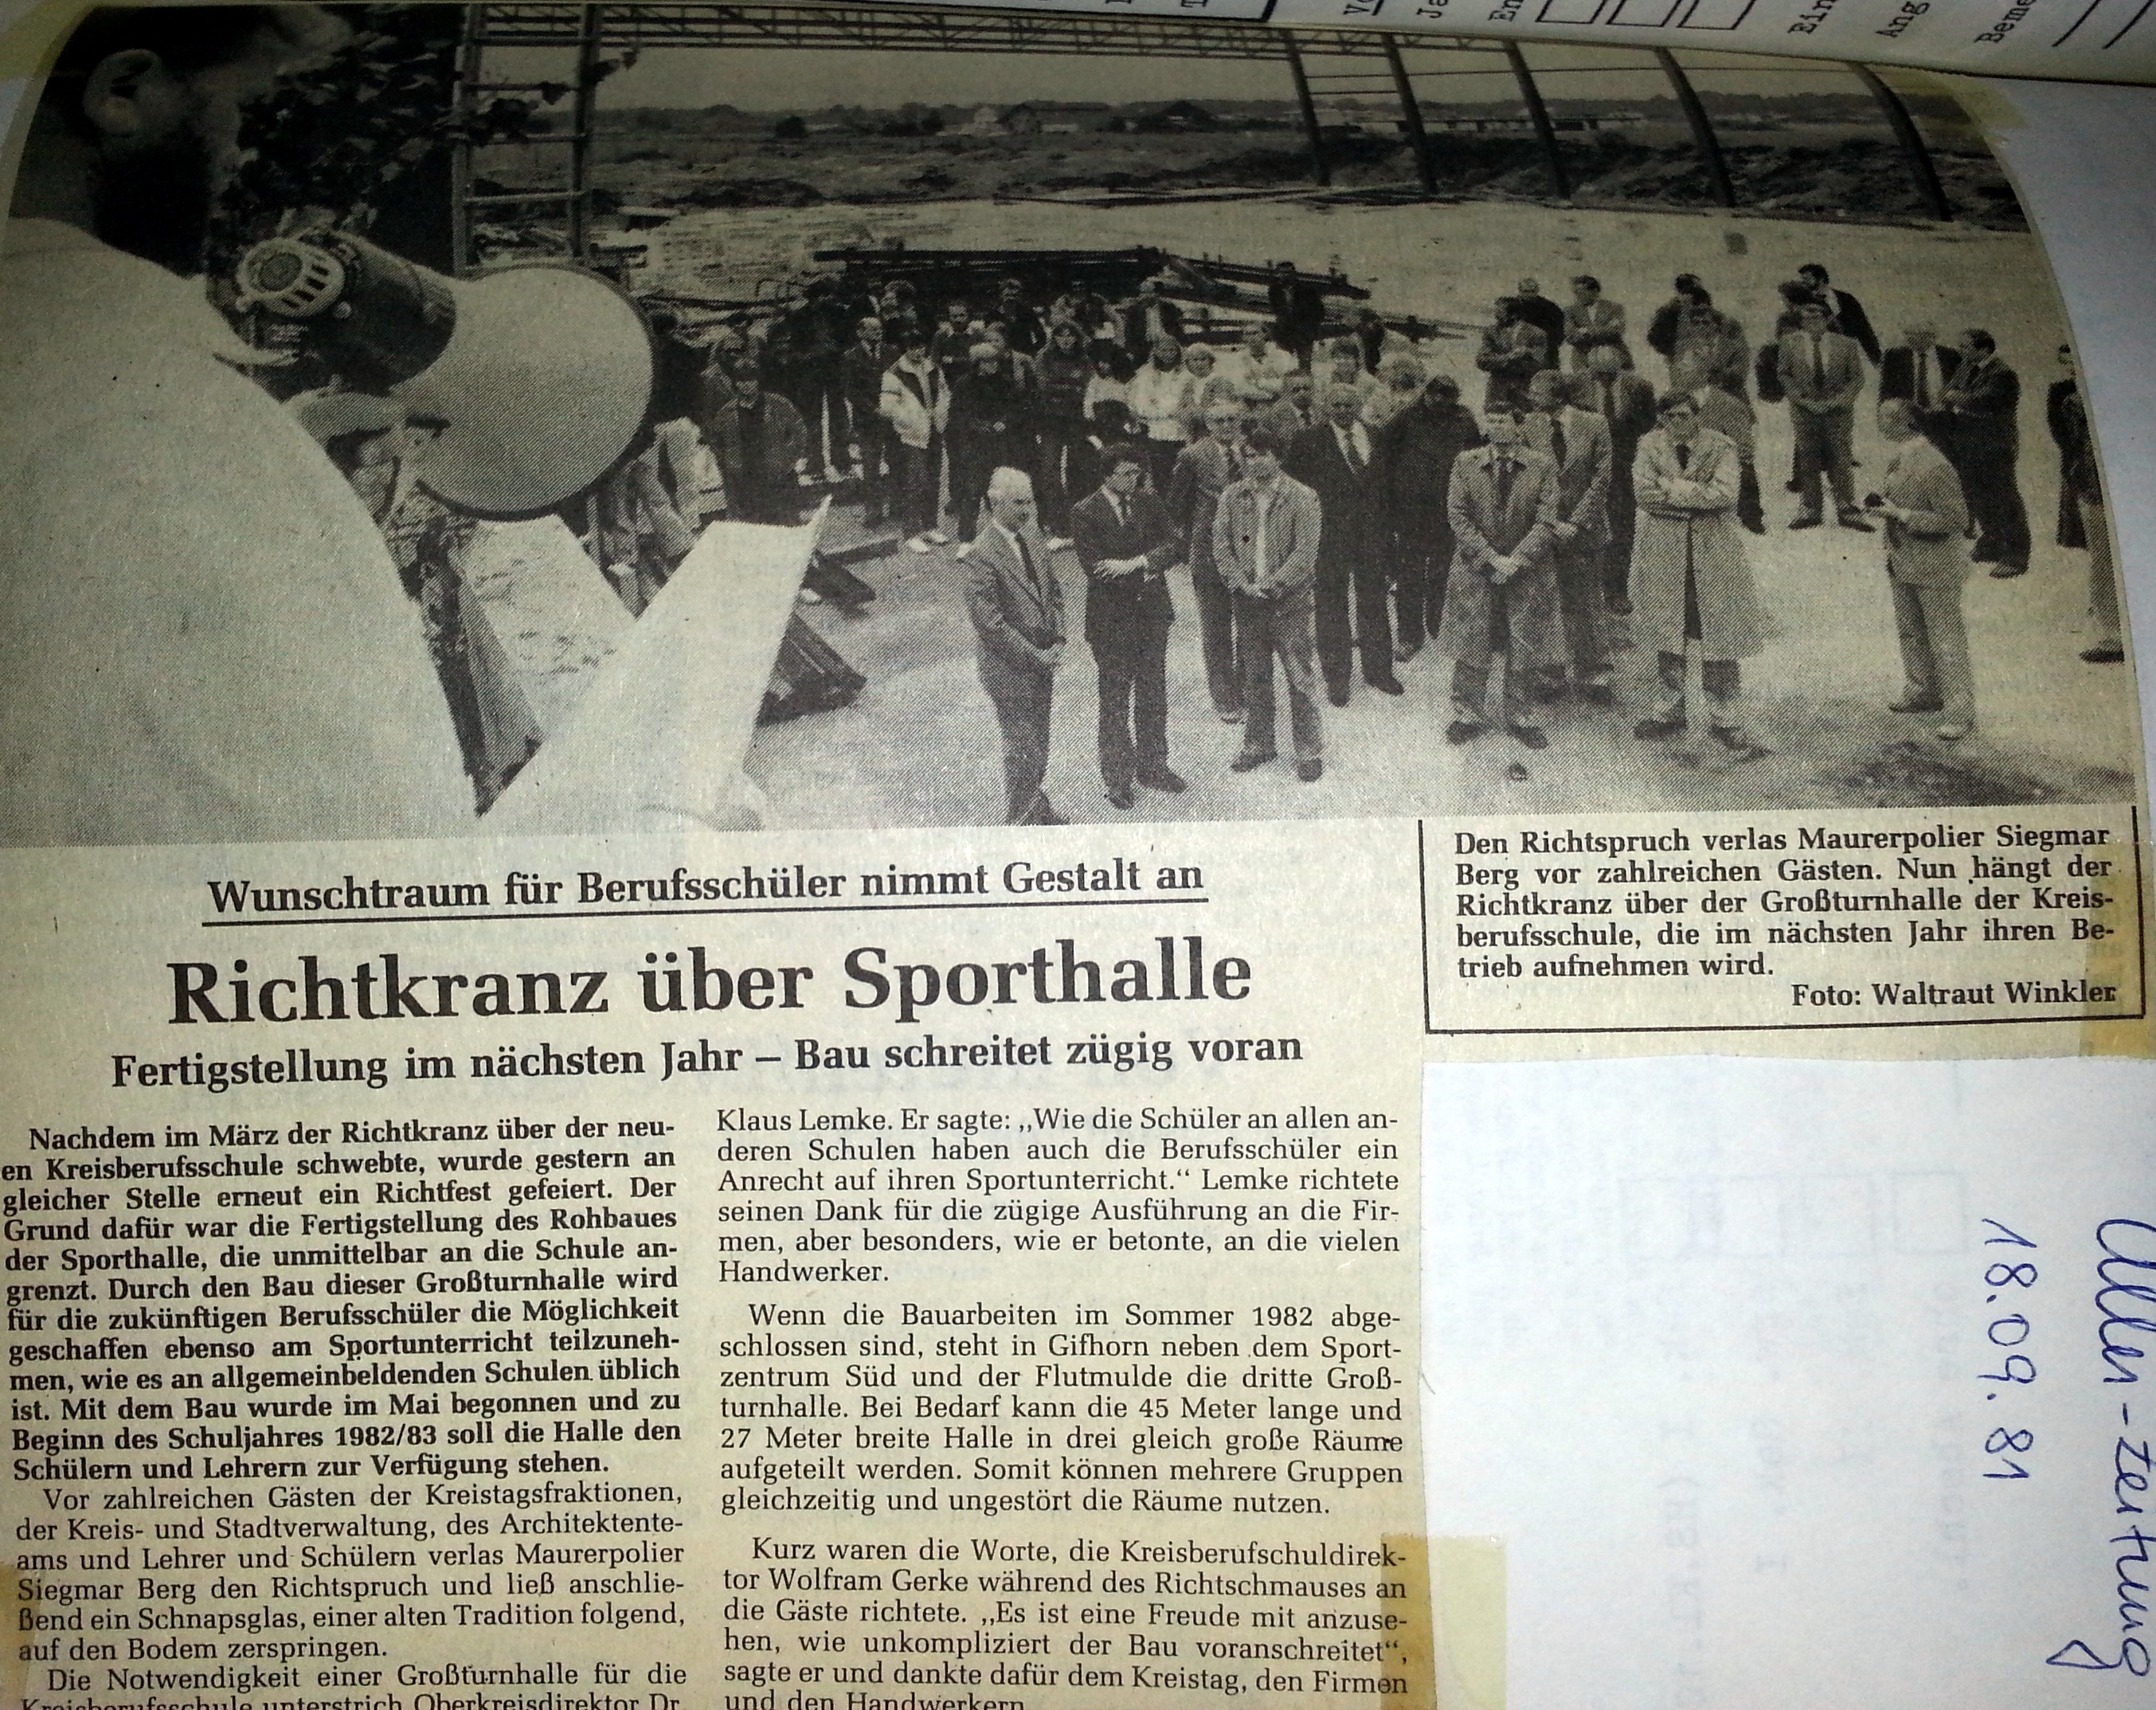 Wunschtraum für Berufsschüler nimmt Gestalt an
Richtkranz über Sporthalle
Fertigstellung im nächsten Jahr – Bau schreitet zügig voran
Den Richtspruch verlas Maurerpolier Siegmar
Berg vor zahlreichen Gästen. Nun hängt der
Richtkranz über der Großturnhalle der Kreis-
berufsschule, die im nächsten Jahr ihren Be-
trieb aufnehmen wird.
Foto: Waltraut Winkler
Nachdem im März der Richtkranz über der neu-
en Kreisberufsschule schwebte, wurde gestern an
gleicher Stelle erneut ein Richtfest gefeiert. Der
Grund dafür war die Fertigstellung des Rohbaues
der Sporthalle, die unmittelbar an die Schule an-
grenzt. Durch den Bau dieser Großturnhalle wird
für die zukünftigen Berufsschüler die Möglichkeit
geschaffen ebenso am Sportunterricht teilzuneh-
men, wie es an allgemeinbeldenden Schulen üblich
ist. Mit dem Bau wurde im Mai begonnen und zu
Beginn des Schuljahres 1982/83 soll die Halle den
Schülern und Lehrern zur Verfügung stehen.
Vor zahlreichen Gästen der Kreistagsfraktionen,
der Kreis- und Stadtverwaltung, des Architektente-
ams und Lehrer und Schülern verlas Maurerpolier
Siegmar Berg den Richtspruch und ließ anschlie-
ßend ein Schnapsglas, einer alten Tradition folgend,
auf den Bodem zerspringen.
Die Notwendigkeit einer Großturnhalle für die
Kreisberufsschule unterstrich Oberkreisdirektor Dr.
Klaus Lemke. Er sagte: „Wie die Schüler an allen an-
deren Schulen haben auch die Berufsschüler ein
Anrecht auf ihren Sportunterricht.“ Lemke richtete
seinen Dank für die zügige Ausführung an die Fir-
men, aber besonders, wie er betonte, an die vielen
Handwerker.
Wenn die Bauarbeiten im Sommer 1982 abge-
schlossen sind, steht in Gifhorn neben dem Sport-
zentrum Süd und der Flutmulde die dritte Groß-
turnhalle. Bei Bedarf kann die 45 Meter lange und
27 Meter breite Halle in drei gleich große Räume
aufgeteilt werden. Somit können mehrere Gruppen
gleichzeitig und ungestört die Räume nutzen.
Kurz waren die Worte, die Kreisberufschuldirek-
tor Wolfram Gerke während des Richtschmauses an
die Gäste richtete. „Es ist eine Freude mit anzuse-
hen, wie unkompliziert der Bau voranschreitet“,
sagte er und dankte dafür dem Kreistag, den Firmen
und den Handwerkern
Aller-Zeitung
18.09.81